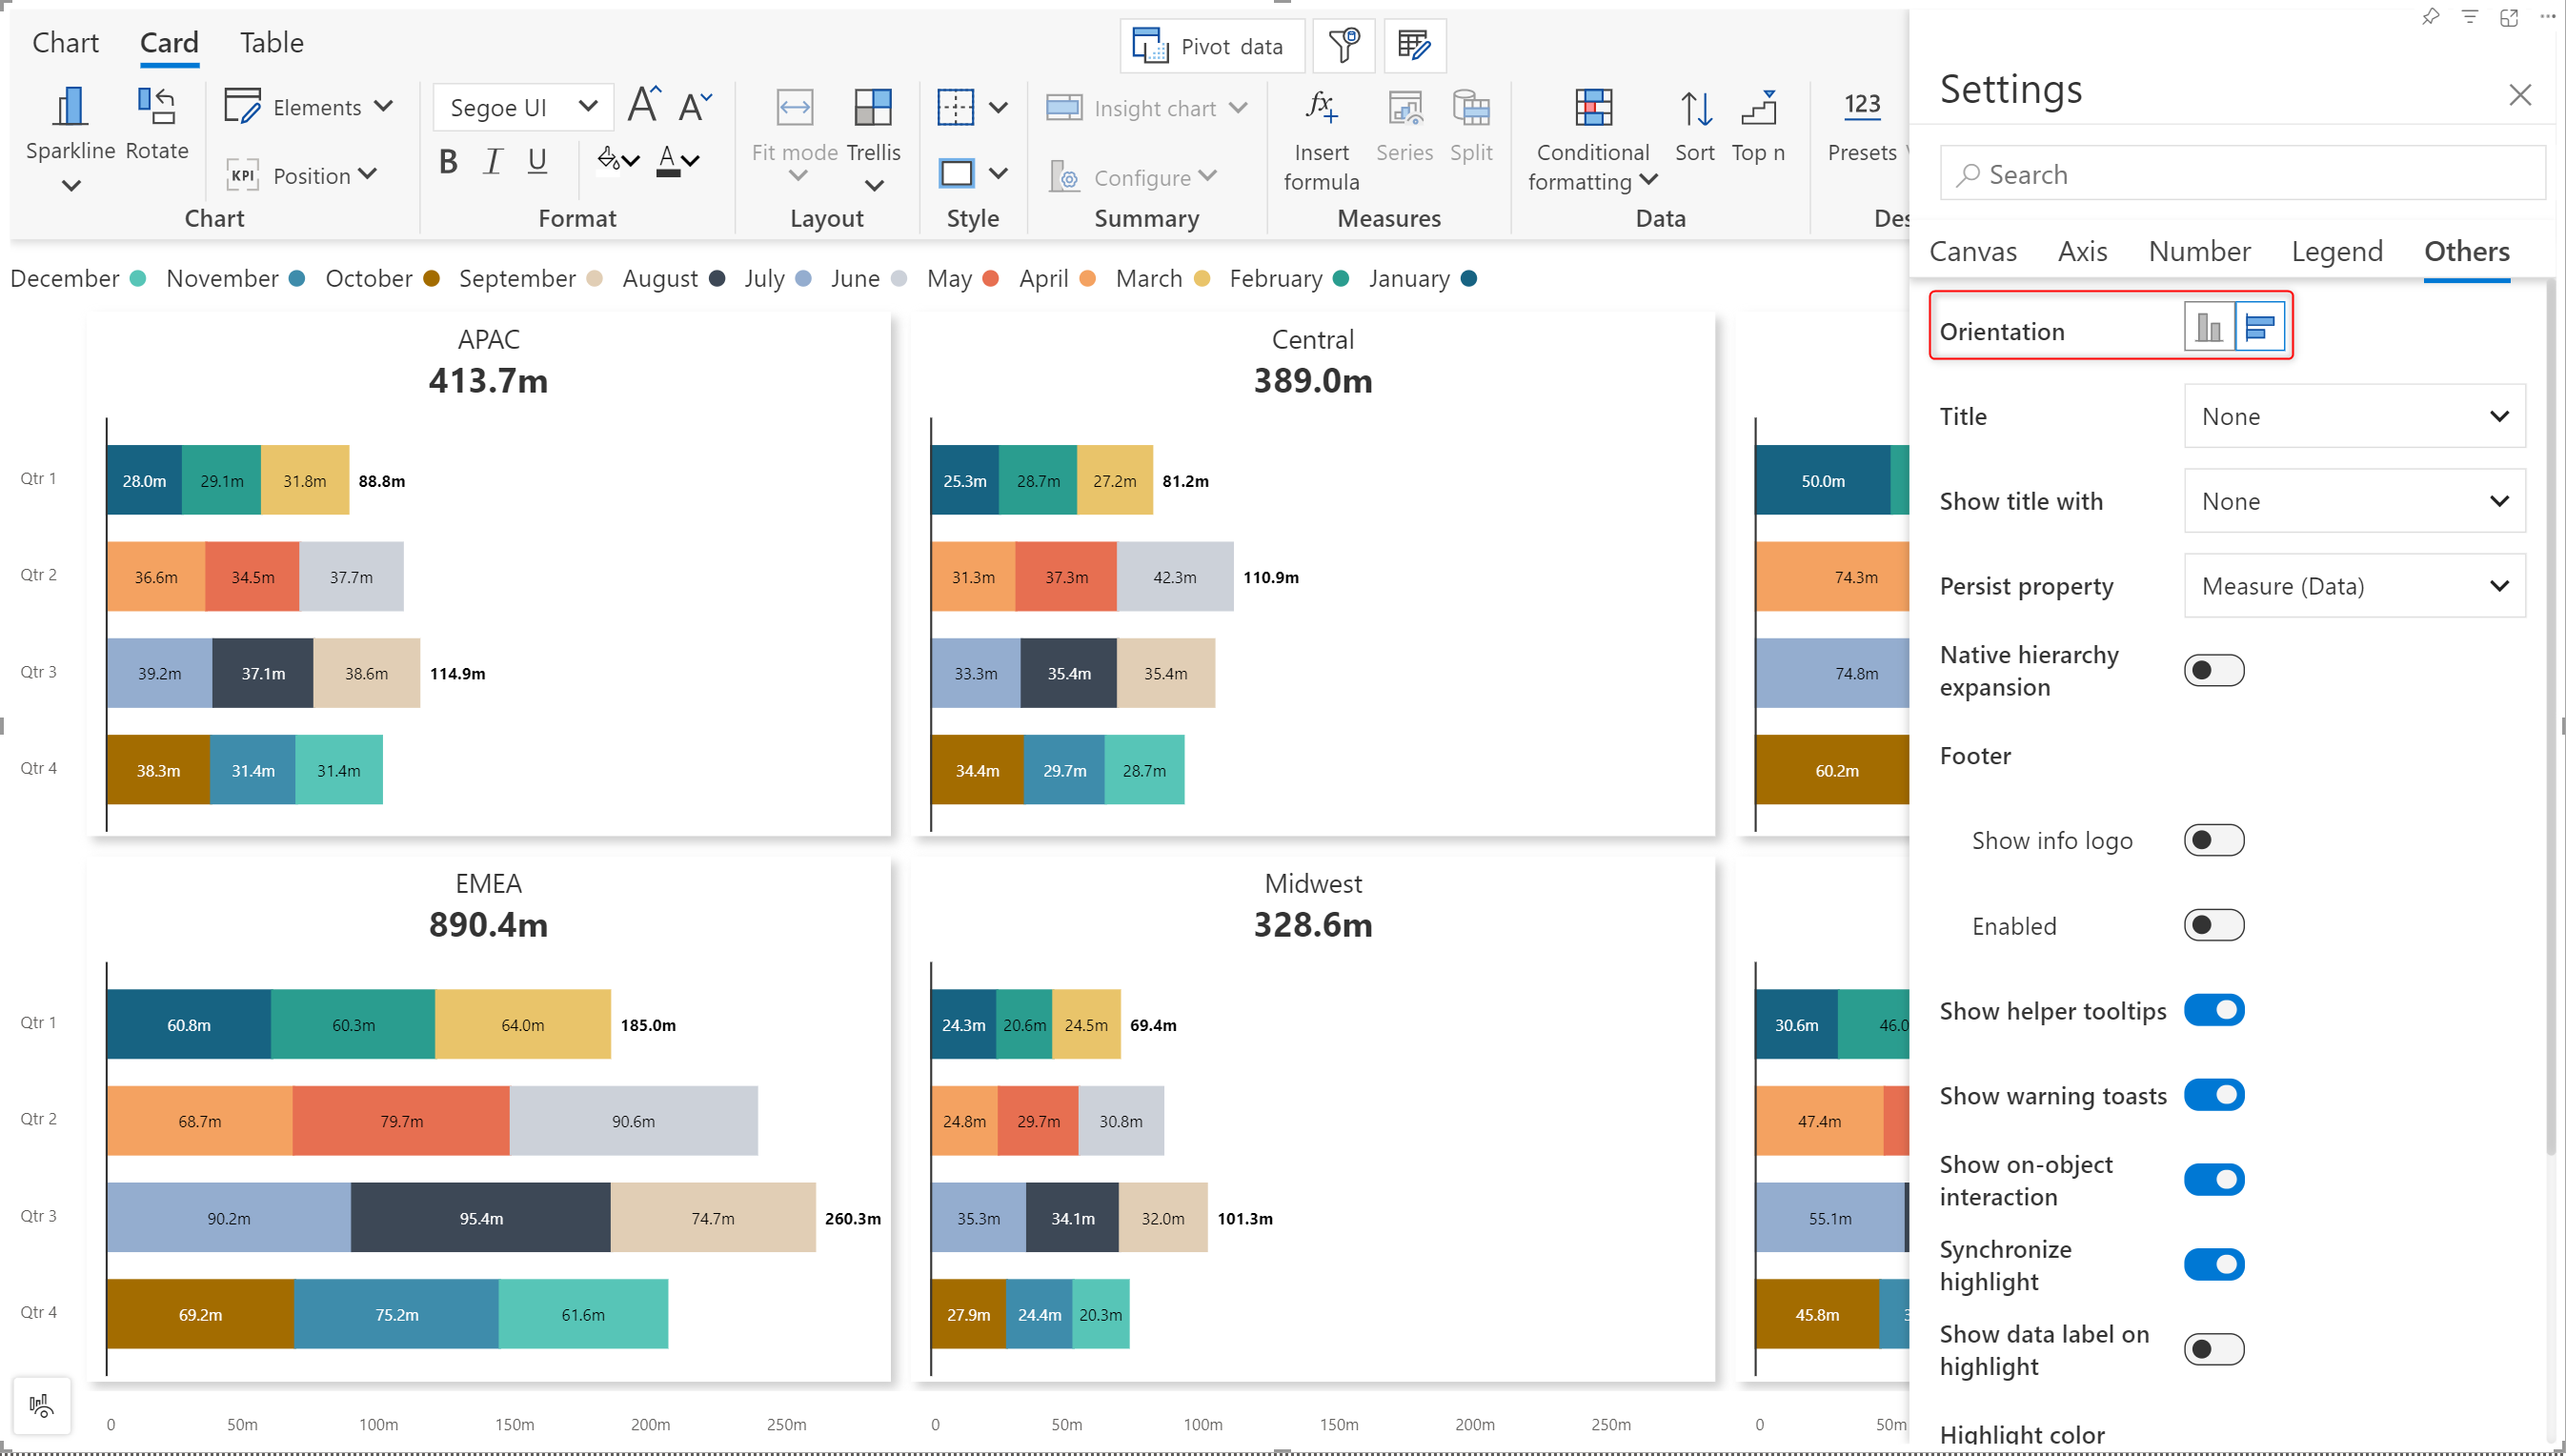 Chart Card Table
Pivot data
Sparkline Rotate
Elements
KPI Position
Chart
Segoe UI
A A
B I U A
Format
Fit mode Trellis
Layout
Style
Insight chart
Configure
Summary
fx
Insert formula Series Split
Measures
Conditional formatting Sort Top n
Data
123
Presets
Des
December November October September August July June May April March February January
APAC
413.7m
Qtr 1 28.0m 29.1m 31.8m 88.8m
Qtr 2 36.6m 34.5m 37.7m
Qtr 3 39.2m 37.1m 38.6m 114.9m
Qtr 4 38.3m 31.4m 31.4m
Central
389.0m
25.3m 28.7m 27.2m 81.2m
31.3m 37.3m 42.3m 110.9m
33.3m 35.4m 35.4m
34.4m 29.7m 28.7m
50.0m
74.3m
74.8m
60.2m
EMEA
890.4m
Qtr 1 60.8m 60.3m 64.0m 185.0m
Qtr 2 68.7m 79.7m 90.6m
Qtr 3 90.2m 95.4m 74.7m 260.3m
Qtr 4 69.2m 75.2m 61.6m
Midwest
328.6m
24.3m 20.6m 24.5m 69.4m
24.8m 29.7m 30.8m
35.3m 34.1m 32.0m 101.3m
27.9m 24.4m 20.3m
30.6m 46.0
47.4m
55.1m
45.8m 3
0 50m 100m 150m 200m 250m 0 50m 100m 150m 200m 250m 0 50m
Settings
Search
Canvas Axis Number Legend Others
Orientation
Title None
Show title with None
Persist property Measure (Data)
Native hierarchy
expansion
Footer
Show info logo
Enabled
Show helper tooltips
Show warning toasts
Show on-object
interaction
Synchronize
highlight
Show data label on
highlight
Highlight color